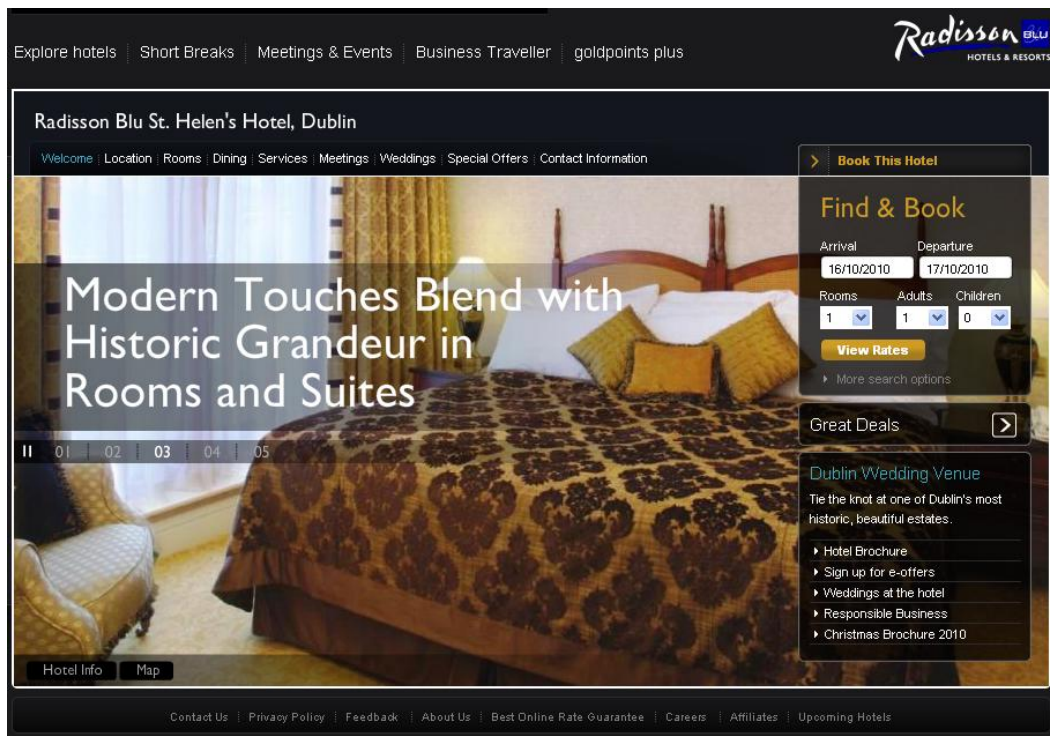 Explore hotels Short Breaks Meetings & Events Business Traveller goldpoints plus
Radisson BLU
HOTELS & RESORTS
Radisson Blu St. Helen's Hotel, Dublin
Welcome Location Rooms Dining Services Meetings Weddings Special Offers Contact Information
Book This Hotel
Find & Book
Arrival Departure
16/10/2010 17/10/2010
Rooms Adults Children
1 1 0
View Rates
More search options
Modern Touches Blend with
Historic Grandeur in
Rooms and Suites
01 02 03 04 05
Great Deals
Dublin Wedding Venue
Tie the knot at one of Dublin's most
historic, beautiful estates.
Hotel Brochure
Sign up for e-offers
Weddings at the hotel
Responsible Business
Christmas Brochure 2010
Hotel Info Map
Contact Us Privacy Policy Feedback About Us Best Online Rate Guarantee Careers Affiliates Upcoming Hotels